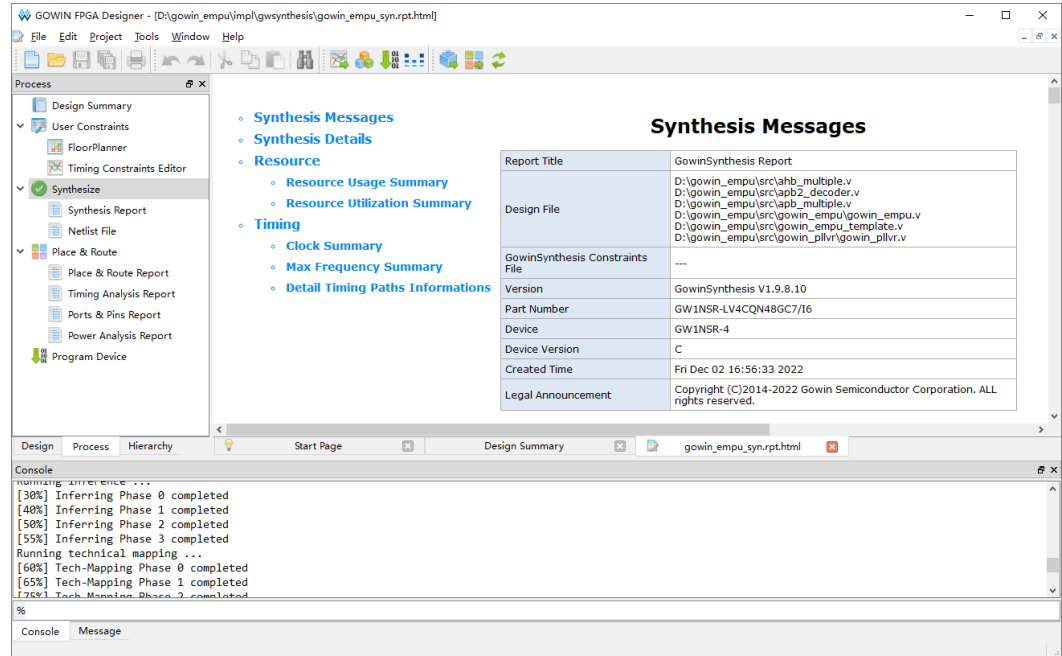 GOWIN FPGA Designer - [D:\gowin_empu\impl\gwsynthesis\gowin_empu_syn.rpt.html]
File Edit Project Tools Window Help
Process
Design Summary
User Constraints
FloorPlanner
Timing Constraints Editor
Synthesize
Synthesis Report
Netlist File
Place & Route
Place & Route Report
Timing Analysis Report
Ports & Pins Report
Power Analysis Report
Program Device
Design Process Hierarchy
Synthesis Messages
Synthesis Details
Resource
Resource Usage Summary
Resource Utilization Summary
Timing
Clock Summary
Max Frequency Summary
Detail Timing Paths Informations
Synthesis Messages
Report Title GowinSynthesis Report
Design File
D:\gowin_empu\src\ahb_multiple.v
D:\gowin_empu\src\apb2_decoder.v
D:\gowin_empu\src\apb_multiple.v
D:\gowin_empu\src\gowin_empu\gowin_empu.v
D:\gowin_empu\src\gowin_empu_template.v
D:\gowin_empu\src\gowin_pllvr\gowin_pllvr.v
GowinSynthesis Constraints
File
---
Version GowinSynthesis V1.9.8.10
Part Number GW1NSR-LV4CQN48GC7/I6
Device GW1NSR-4
Device Version C
Created Time Fri Dec 02 16:56:33 2022
Legal Announcement
Copyright (C)2014-2022 Gowin Semiconductor Corporation. ALL
rights reserved.
Start Page Design Summary gowin_empu_syn.rpt.html
Console
Running inference ...
[30%] Inferring Phase 0 completed
[40%] Inferring Phase 1 completed
[50%] Inferring Phase 2 completed
[55%] Inferring Phase 3 completed
Running technical mapping ...
[60%] Tech-Mapping Phase 0 completed
[65%] Tech-Mapping Phase 1 completed
[75%] Tech-Mapping Phase 2 completed
%
Console Message